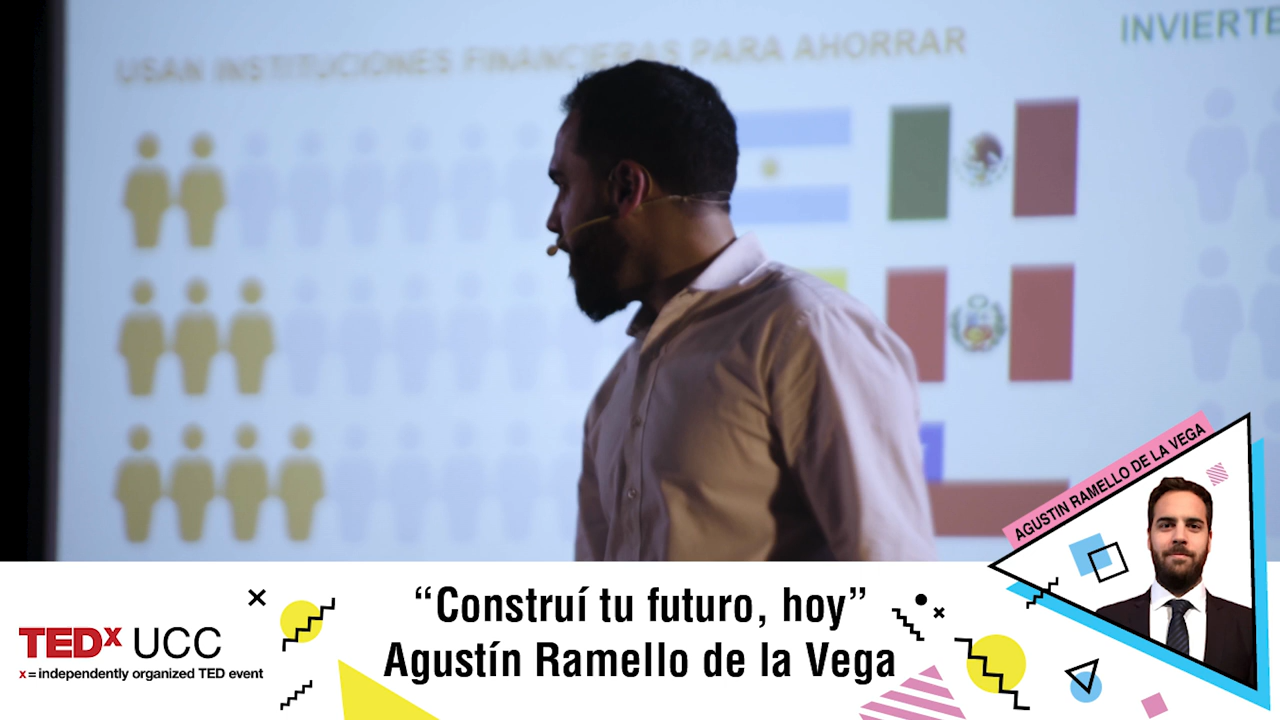 USAN INSTITUCIONES FINANCIERAS PARA AHORRAR
INVIERTE
AGUSTIN RAMELLO DE LA VEGA
“Construí tu futuro, hoy”
Agustín Ramello de la Vega
TEDx UCC
x = independently organized TED event